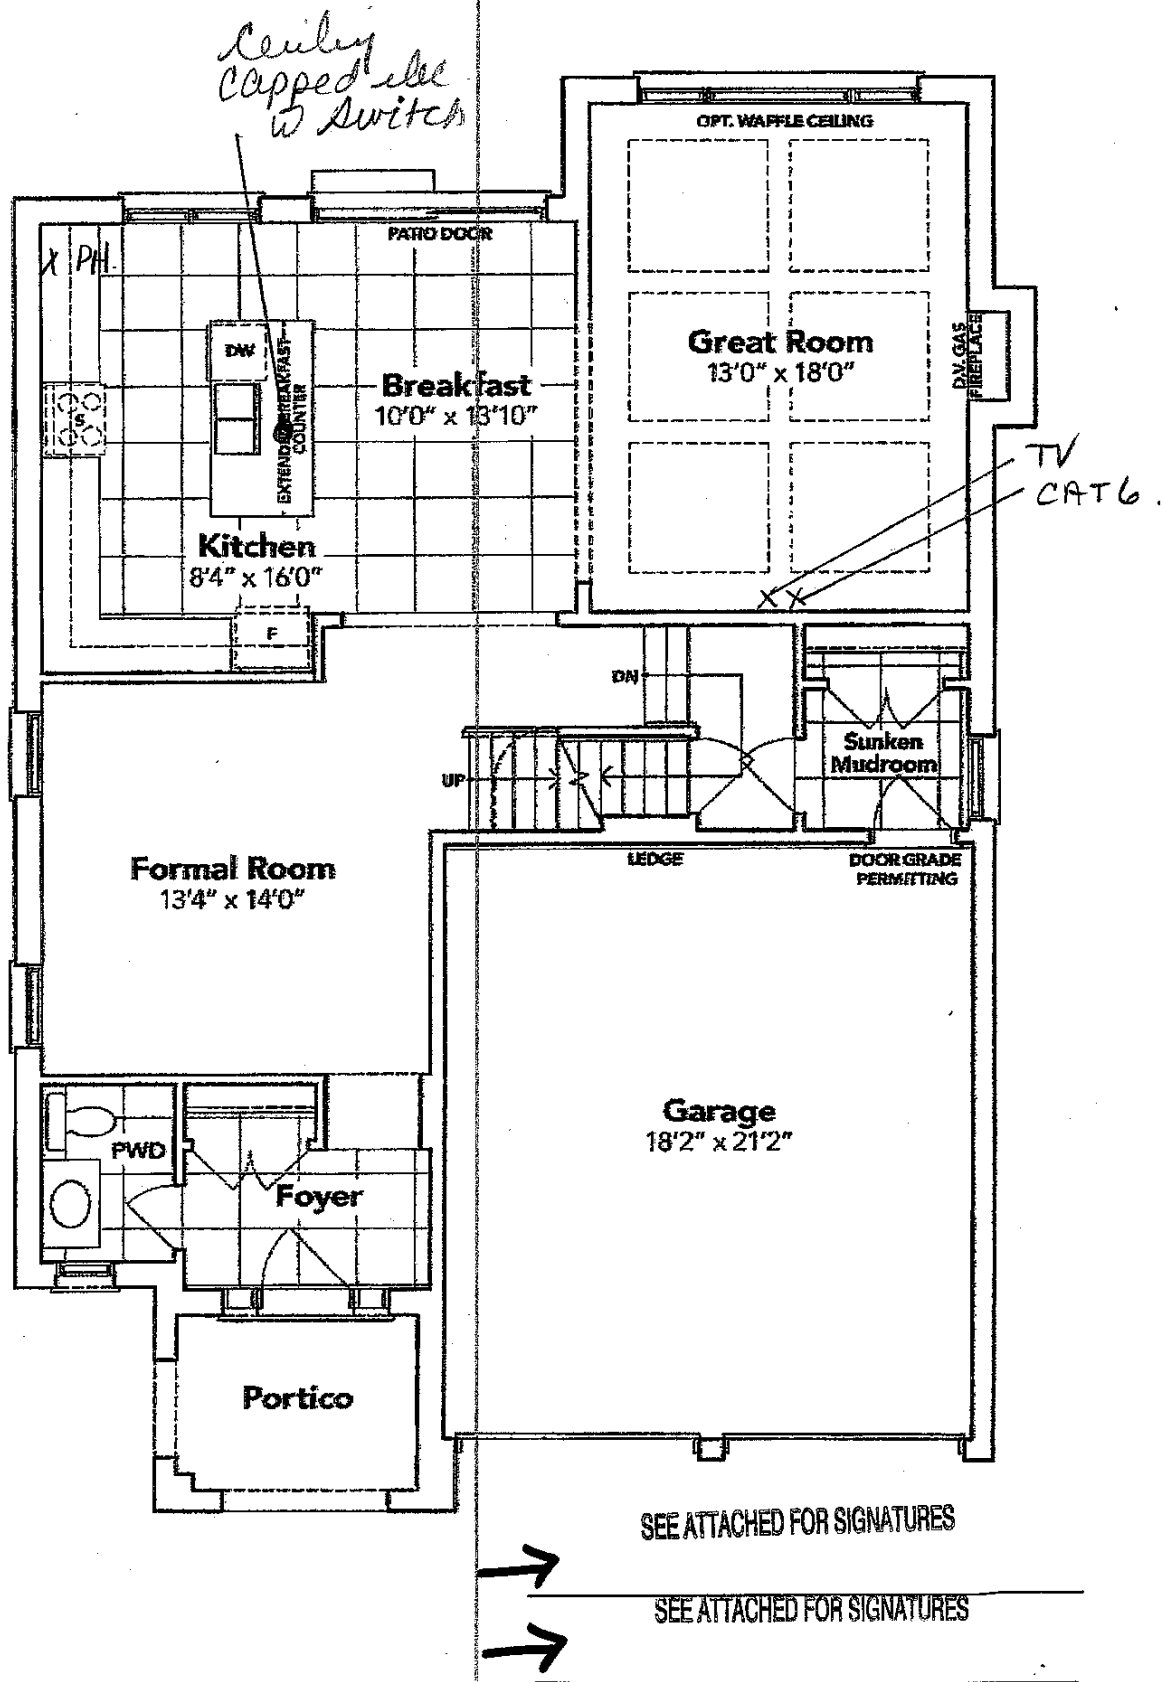 Ceiling
capped elec
w Switch
OPT. WAFFLE CEILING
PATIO DOOR
X PH.
DW
EXTENDED BREAKFAST
COUNTER
S
Breakfast
10'0" x 13'10"
Great Room
13'0" x 18'0"
D.V. GAS
FIREPLACE
TV
CAT6.
Kitchen
8'4" x 16'0"
X X
F
DN
UP
Sunken
Mudroom
LEDGE
DOOR GRADE
PERMITTING
Formal Room
13'4" x 14'0"
Garage
18'2" x 21'2"
PWD
Foyer
Portico
SEE ATTACHED FOR SIGNATURES
SEE ATTACHED FOR SIGNATURES